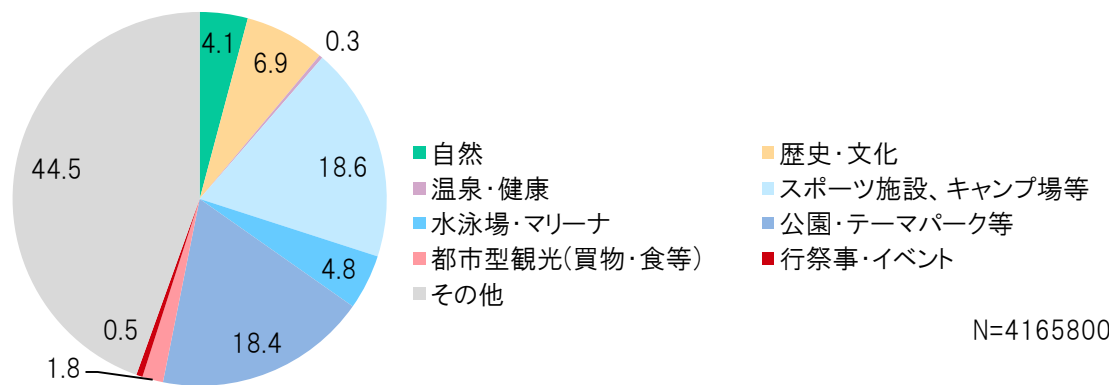 4.1
6.9
0.3
18.6
4.8
18.4
1.8
0.5
44.5
自然
歴史・文化
温泉・健康
スポーツ施設、キャンプ場等
水泳場・マリーナ
公園・テーマパーク等
都市型観光(買物・食等)
行祭事・イベント
その他
N=4165800